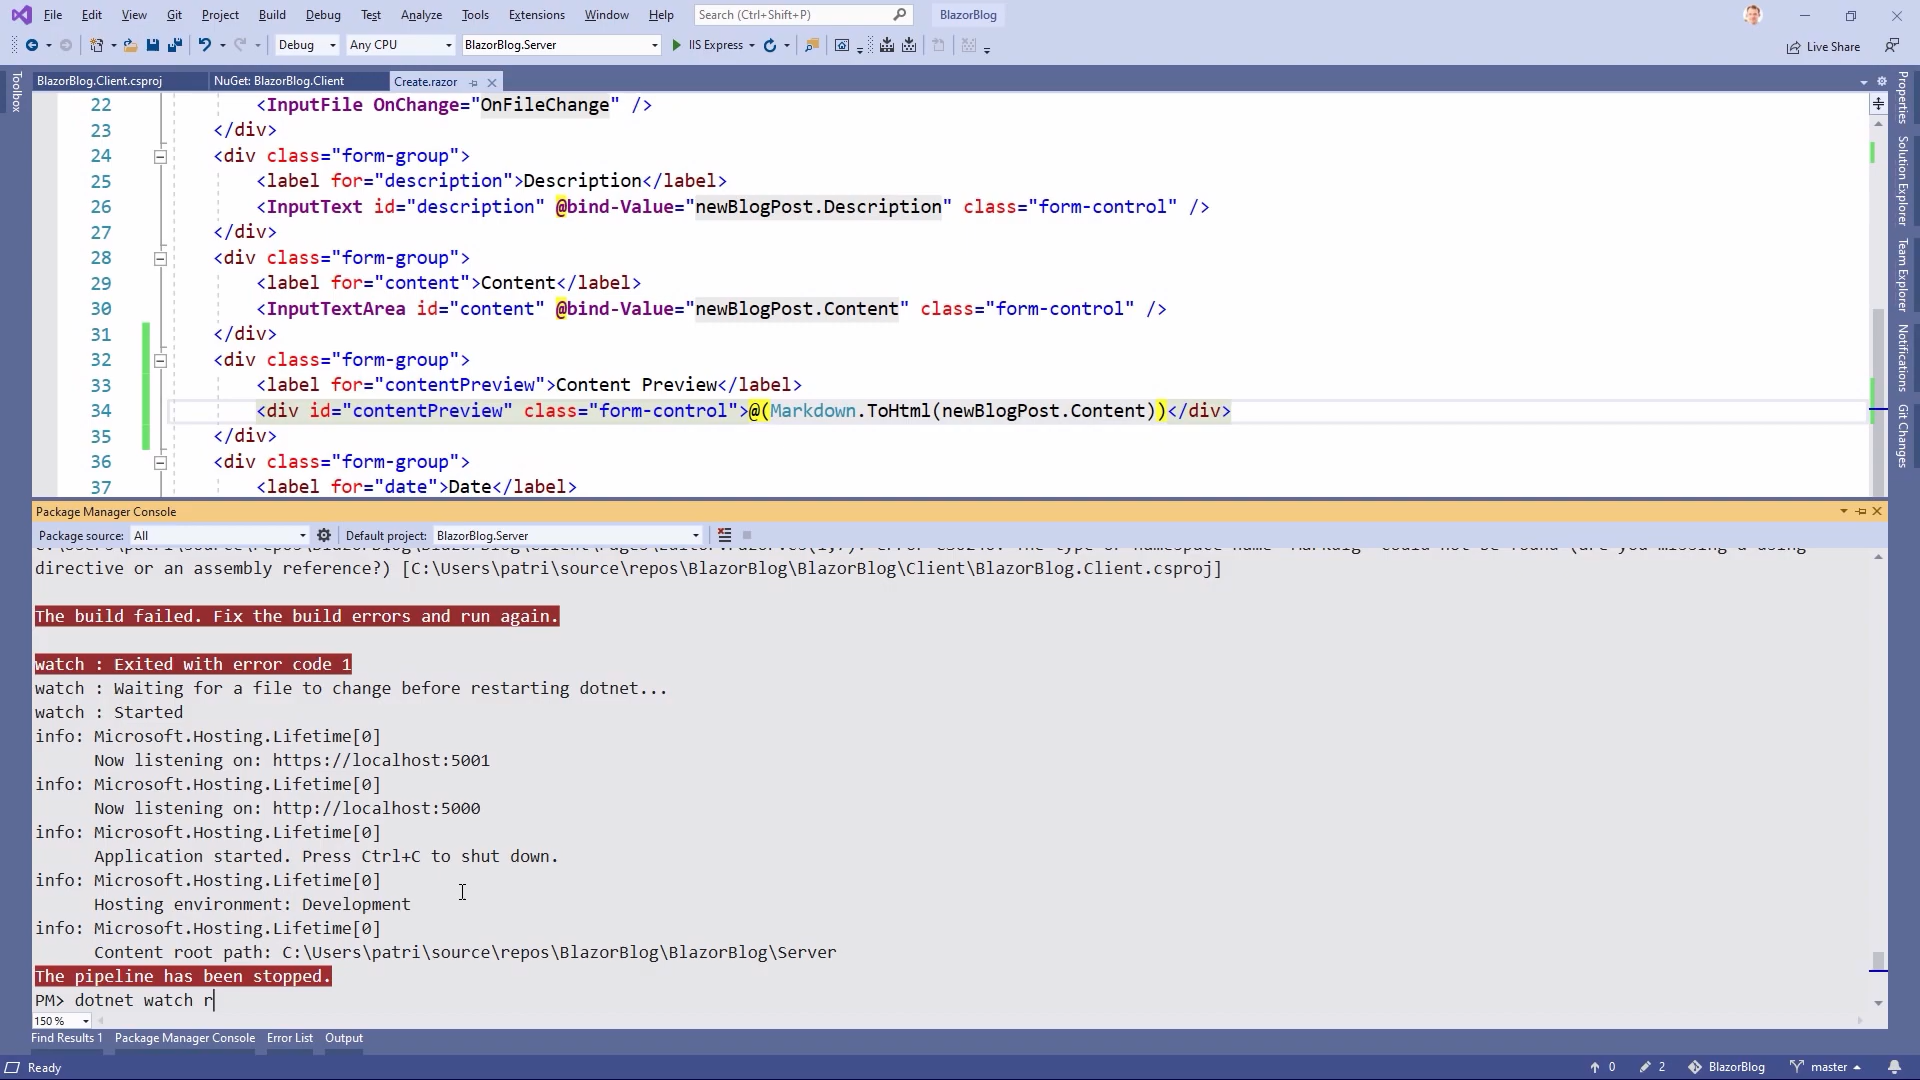 File Edit View Git Project Build Debug Test Analyze Tools Extensions Window Help Search (Ctrl+Shift+P) BlazorBlog
Debug Any CPU BlazorBlog.Server IIS Express Live Share
Toolbox
BlazorBlog.Client.csproj NuGet: BlazorBlog.Client Create.razor
22 <InputFile OnChange="OnFileChange" />
23 </div>
24 <div class="form-group">
25 <label for="description">Description</label>
26 <InputText id="description" @bind-Value="newBlogPost.Description" class="form-control" />
27 </div>
28 <div class="form-group">
29 <label for="content">Content</label>
30 <InputTextArea id="content" @bind-Value="newBlogPost.Content" class="form-control" />
31 </div>
32 <div class="form-group">
33 <label for="contentPreview">Content Preview</label>
34 <div id="contentPreview" class="form-control">@(Markdown.ToHtml(newBlogPost.Content))</div>
35 </div>
36 <div class="form-group">
37 <label for="date">Date</label>
Properties
Solution Explorer
Team Explorer
Notifications
Git Changes
Package Manager Console
Package source: All Default project: BlazorBlog.Server
directive or an assembly reference?) [C:\Users\patri\source\repos\BlazorBlog\BlazorBlog\Client\BlazorBlog.Client.csproj]
The build failed. Fix the build errors and run again.
watch : Exited with error code 1
watch : Waiting for a file to change before restarting dotnet...
watch : Started
info: Microsoft.Hosting.Lifetime[0]
Now listening on: https://localhost:5001
info: Microsoft.Hosting.Lifetime[0]
Now listening on: http://localhost:5000
info: Microsoft.Hosting.Lifetime[0]
Application started. Press Ctrl+C to shut down.
info: Microsoft.Hosting.Lifetime[0]
Hosting environment: Development
info: Microsoft.Hosting.Lifetime[0]
Content root path: C:\Users\patri\source\repos\BlazorBlog\BlazorBlog\Server
The pipeline has been stopped.
PM> dotnet watch r
150 %
Find Results 1 Package Manager Console Error List Output
Ready 0 2 BlazorBlog master